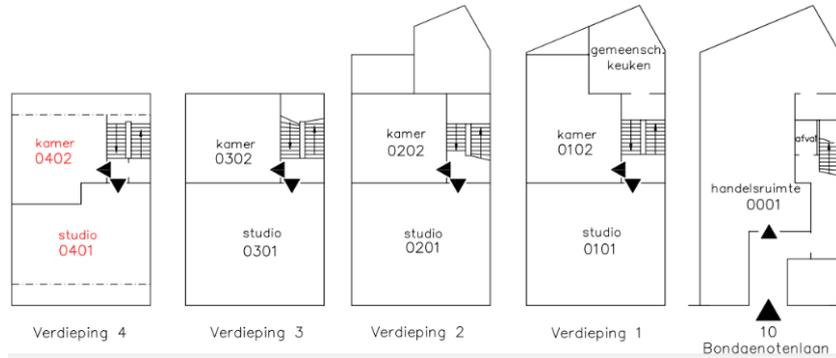 kamer
0402
studio
0401
Verdieping 4
kamer
0302
studio
0301
Verdieping 3
kamer
0202
studio
0201
Verdieping 2
gemeensch.
keuken
kamer
0102
studio
0101
Verdieping 1
afval
handelsruimte
0001
10
Bondgenotenlaan